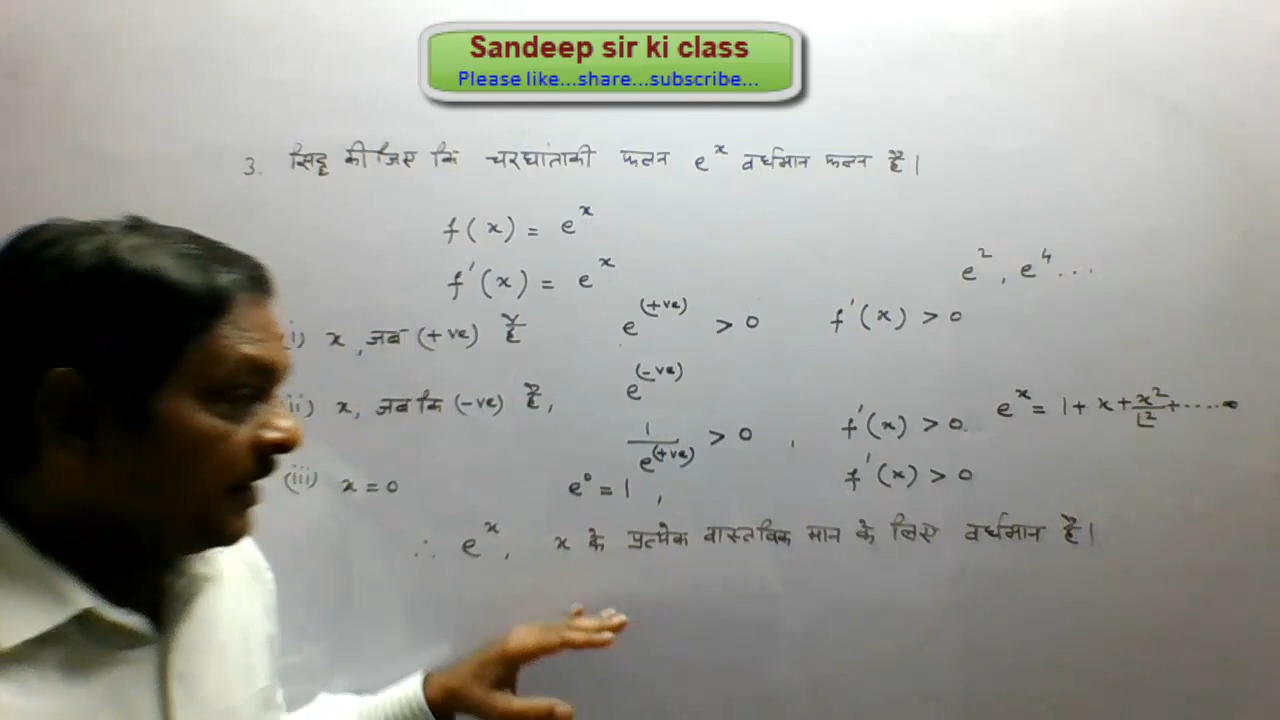 Sandeep sir ki class
Please like...share...subscribe...
3. सिद्ध कीजिए कि चरघांताकी फलन e^x वर्धमान फलन है।
f(x) = e^x
f'(x) = e^x
e^2, e^4 ...
i) x, जब (+ve) है e^(+ve) > 0 f'(x) > 0
ii) x, जब कि (-ve) है, e^(-ve)
1/e^(+ve) > 0 , f'(x) > 0. e^x = 1 + x + x^2/∟2 + .....
(iii) x = 0 e^0 = 1 , f'(x) > 0
∴ e^x, x के प्रत्येक वास्तविक मान के लिए वर्धमान है।